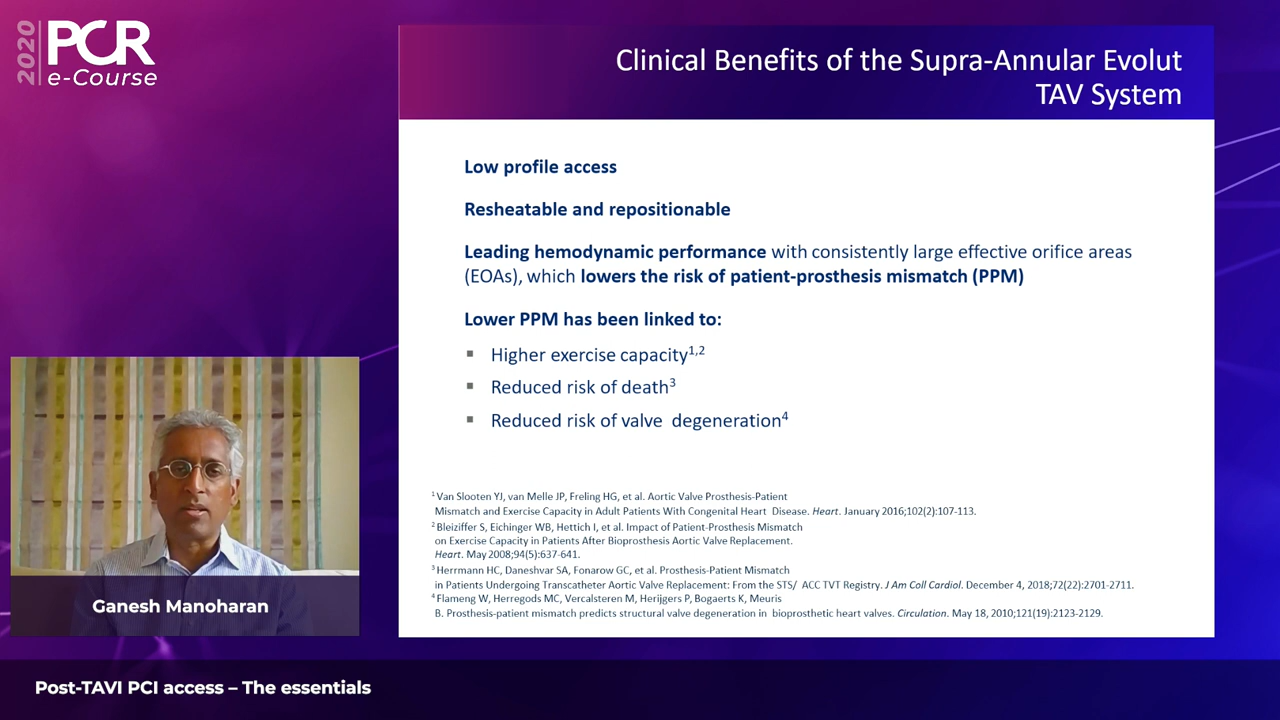 2020
PCR
e-Course
Clinical Benefits of the Supra-Annular Evolut
TAV System
Low profile access
Resheatable and repositionable
Leading hemodynamic performance with consistently large effective orifice areas
(EOAs), which lowers the risk of patient-prosthesis mismatch (PPM)
Lower PPM has been linked to:
▪ Higher exercise capacity1,2
▪ Reduced risk of death3
▪ Reduced risk of valve degeneration4
1 Van Slooten YJ, van Melle JP, Freling HG, et al. Aortic Valve Prosthesis-Patient
Mismatch and Exercise Capacity in Adult Patients With Congenital Heart Disease. Heart. January 2016;102(2):107-113.
2 Bleiziffer S, Eichinger WB, Hettich I, et al. Impact of Patient-Prosthesis Mismatch
on Exercise Capacity in Patients After Bioprosthesis Aortic Valve Replacement.
Heart. May 2008;94(5):637-641.
3 Herrmann HC, Daneshvar SA, Fonarow GC, et al. Prosthesis-Patient Mismatch
in Patients Undergoing Transcatheter Aortic Valve Replacement: From the STS/ ACC TVT Registry. J Am Coll Cardiol. December 4, 2018;72(22):2701-2711.
4 Flameng W, Herregods MC, Vercalsteren M, Herijgers P, Bogaerts K, Meuris
B. Prosthesis-patient mismatch predicts structural valve degeneration in bioprosthetic heart valves. Circulation. May 18, 2010;121(19):2123-2129.
Ganesh Manoharan
Post-TAVI PCI access – The essentials